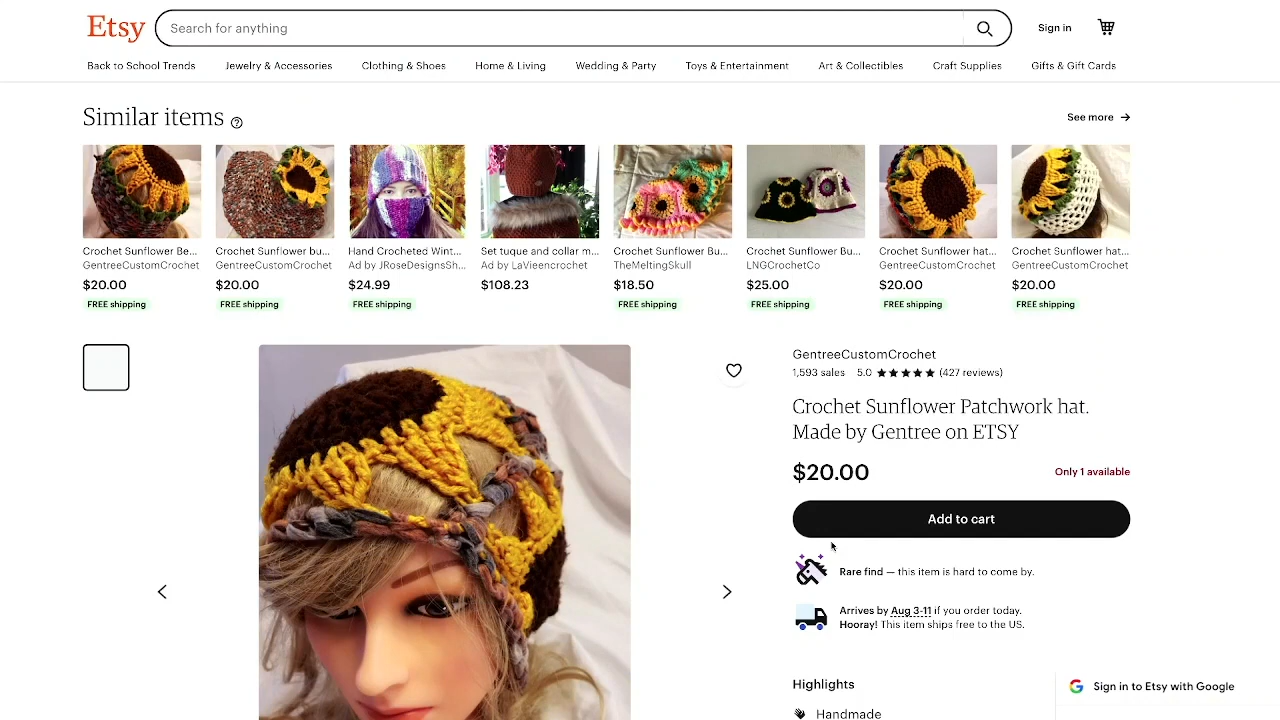 Etsy
Search for anything
Sign in
Back to School Trends
Jewelry & Accessories
Clothing & Shoes
Home & Living
Wedding & Party
Toys & Entertainment
Art & Collectibles
Craft Supplies
Gifts & Gift Cards
Similar items ?
See more
Crochet Sunflower Be...
GentreeCustomCrochet
$20.00
FREE shipping
Crochet Sunflower bu...
GentreeCustomCrochet
$20.00
FREE shipping
Hand Crocheted Wint...
Ad by JRoseDesignsSh...
$24.99
FREE shipping
Set tuque and collar m...
Ad by LaVieencrochet
$108.23
Crochet Sunflower Bu...
TheMeltingSkull
$18.50
FREE shipping
Crochet Sunflower Bu...
LNGCrochetCo
$25.00
FREE shipping
Crochet Sunflower hat...
GentreeCustomCrochet
$20.00
FREE shipping
Crochet Sunflower hat...
GentreeCustomCrochet
$20.00
FREE shipping
GentreeCustomCrochet
1,593 sales 5.0 ★★★★★ (427 reviews)
Crochet Sunflower Patchwork hat.
Made by Gentree on ETSY
$20.00
Only 1 available
Add to cart
Rare find — this item is hard to come by.
Arrives by Aug 3-11 if you order today.
Hooray! This item ships free to the US.
Highlights
Handmade
Sign in to Etsy with Google